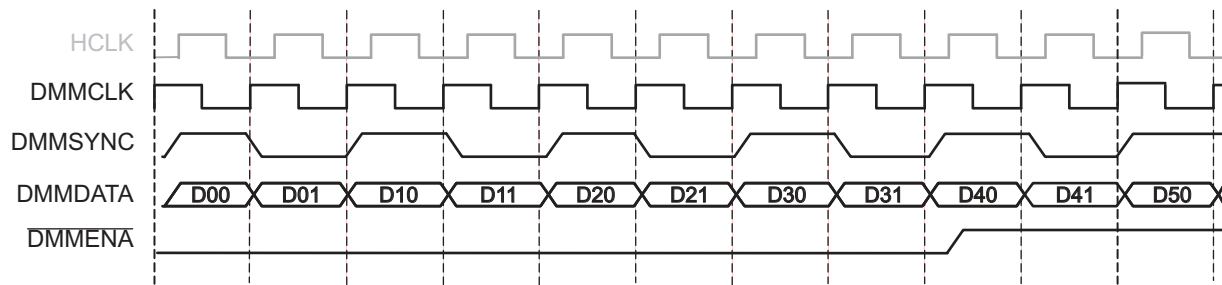 HCLK
DMMCLK
DMMSYNC
DMMDATA D00 D01 D10 D11 D20 D21 D30 D31 D40 D41 D50
DMMENA